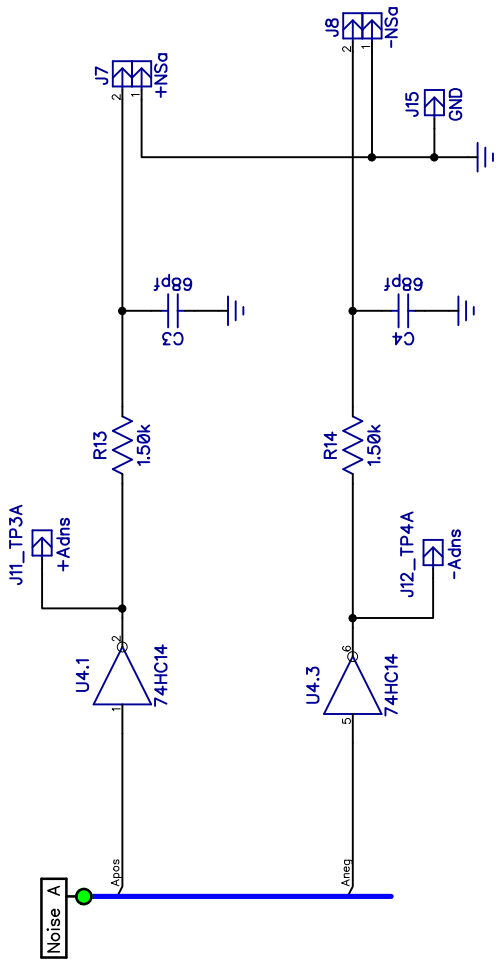 Noise A
Apos
1
U4.1
74HC14
2
J11_TP3A
+Adns
R13
1.50k
C3
68pf
2
1
J7
+NSa
Aneg
5
U4.3
74HC14
6
J12_TP4A
-Adns
R14
1.50k
C4
68pf
2
1
J8
-NSa
J15
GND